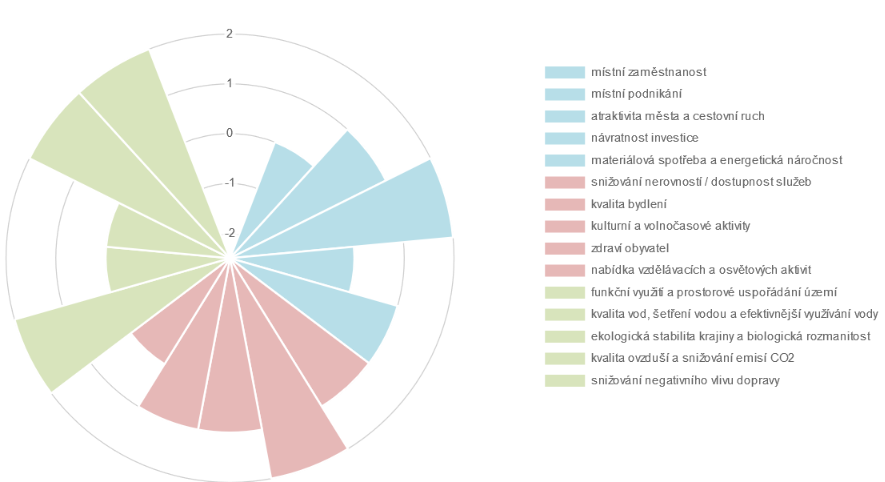 2
1
0
-1
-2
místní zaměstnanost
místní podnikání
atraktivita města a cestovní ruch
návratnost investice
materiálová spotřeba a energetická náročnost
snižování nerovností / dostupnost služeb
kvalita bydlení
kulturní a volnočasové aktivity
zdraví obyvatel
nabídka vzdělávacích a osvětových aktivit
funkční využití a prostorové uspořádání území
kvalita vod, šetření vodou a efektivnější využívání vody
ekologická stabilita krajiny a biologická rozmanitost
kvalita ovzduší a snižování emisí CO2
snižování negativního vlivu dopravy